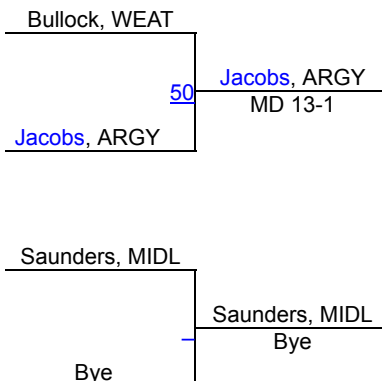 Bullock, WEAT
50
Jacobs, ARGY
MD 13-1
Jacobs, ARGY
Saunders, MIDL
Saunders, MIDL
Bye
Bye